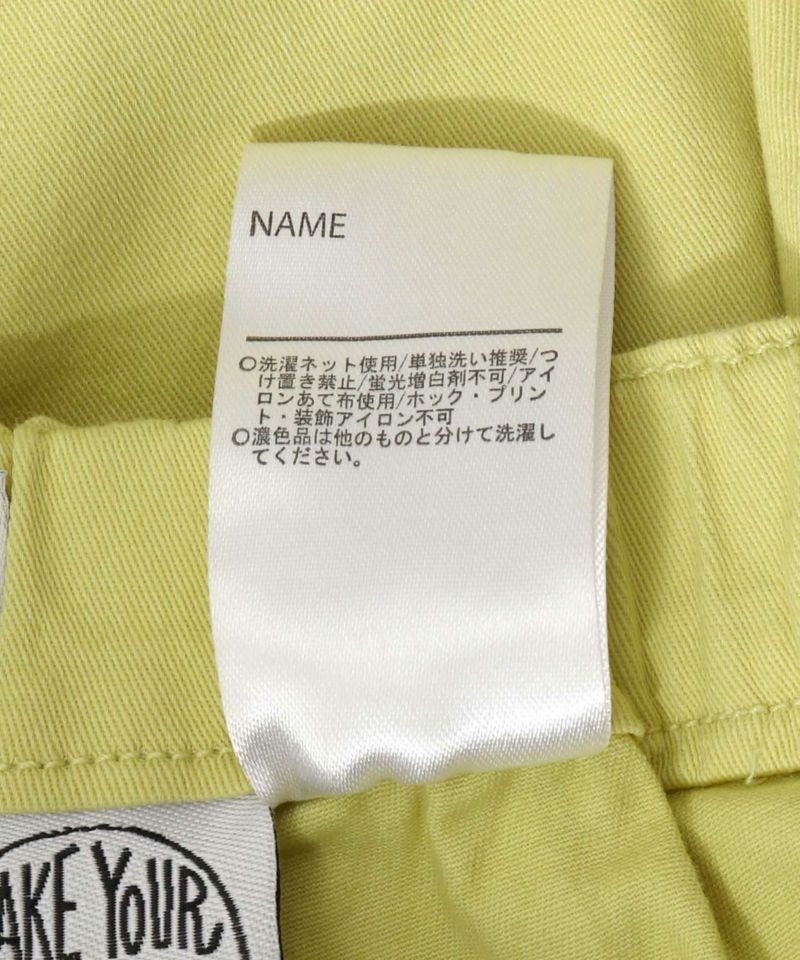 NAME
○洗濯ネット使用/単独洗い推奨/つ
け置き禁止/蛍光増白剤不可/アイ
ロンあて布使用/ホック・プリン
ト・装飾アイロン不可
○濃色品は他のものと分けて洗濯し
てください。
AKE YOUR